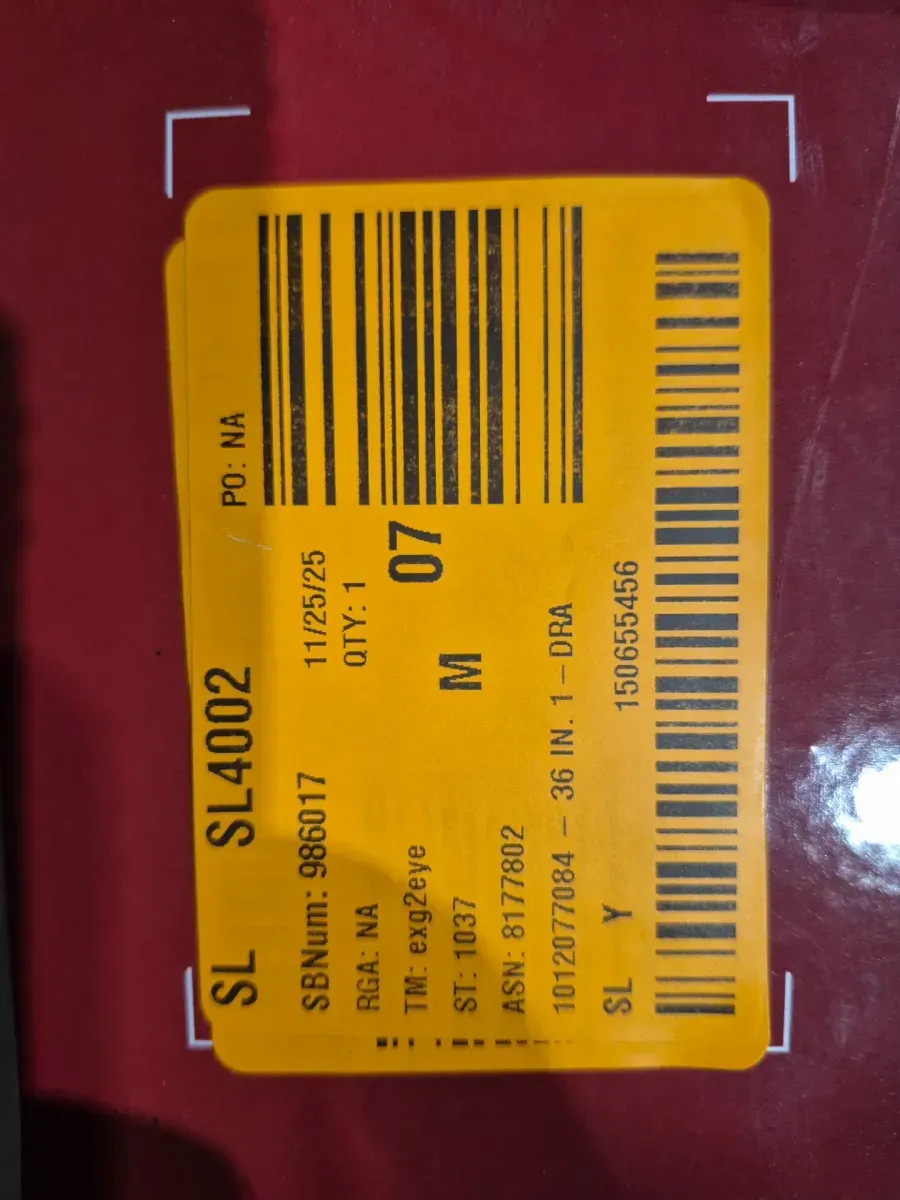 SL SL4002 PO: NA
SBNum: 986017 11/25/25
RGA: NA QTY: 1
TM: exg2eye 07
ST: 1037 M
ASN: 8177802
1012077084 - 36 IN. 1-DRA
SL Y 150655456